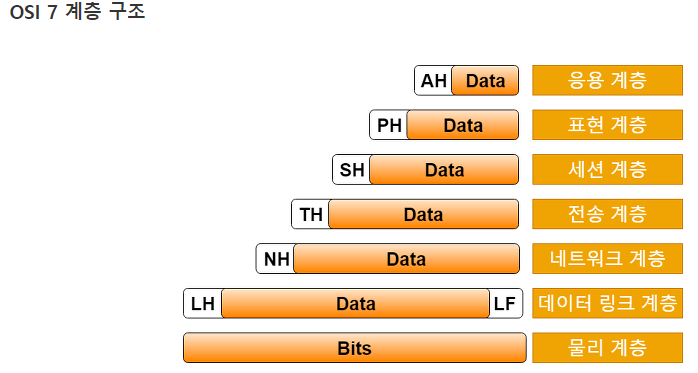 OSI 7 계층 구조
AH Data 응용 계층
PH Data 표현 계층
SH Data 세션 계층
TH Data 전송 계층
NH Data 네트워크 계층
LH Data LF 데이터 링크 계층
Bits 물리 계층